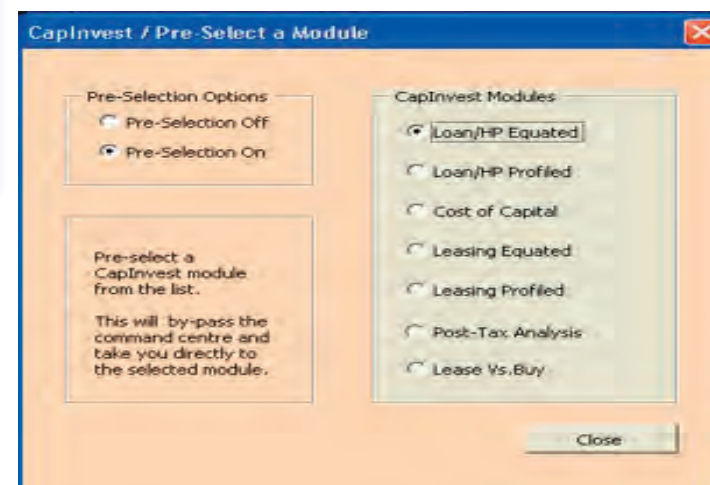 CapInvest / Pre-Select a Module
Pre-Selection Options
Pre-Selection Off
Pre-Selection On
Pre-select a
CapInvest module
from the list.
This will by-pass the
command centre and
take you directly to
the selected module.
CapInvest Modules
Loan/HP Equated
Loan/HP Profiled
Cost of Capital
Leasing Equated
Leasing Profiled
Post-Tax Analysis
Lease Vs.Buy
Close